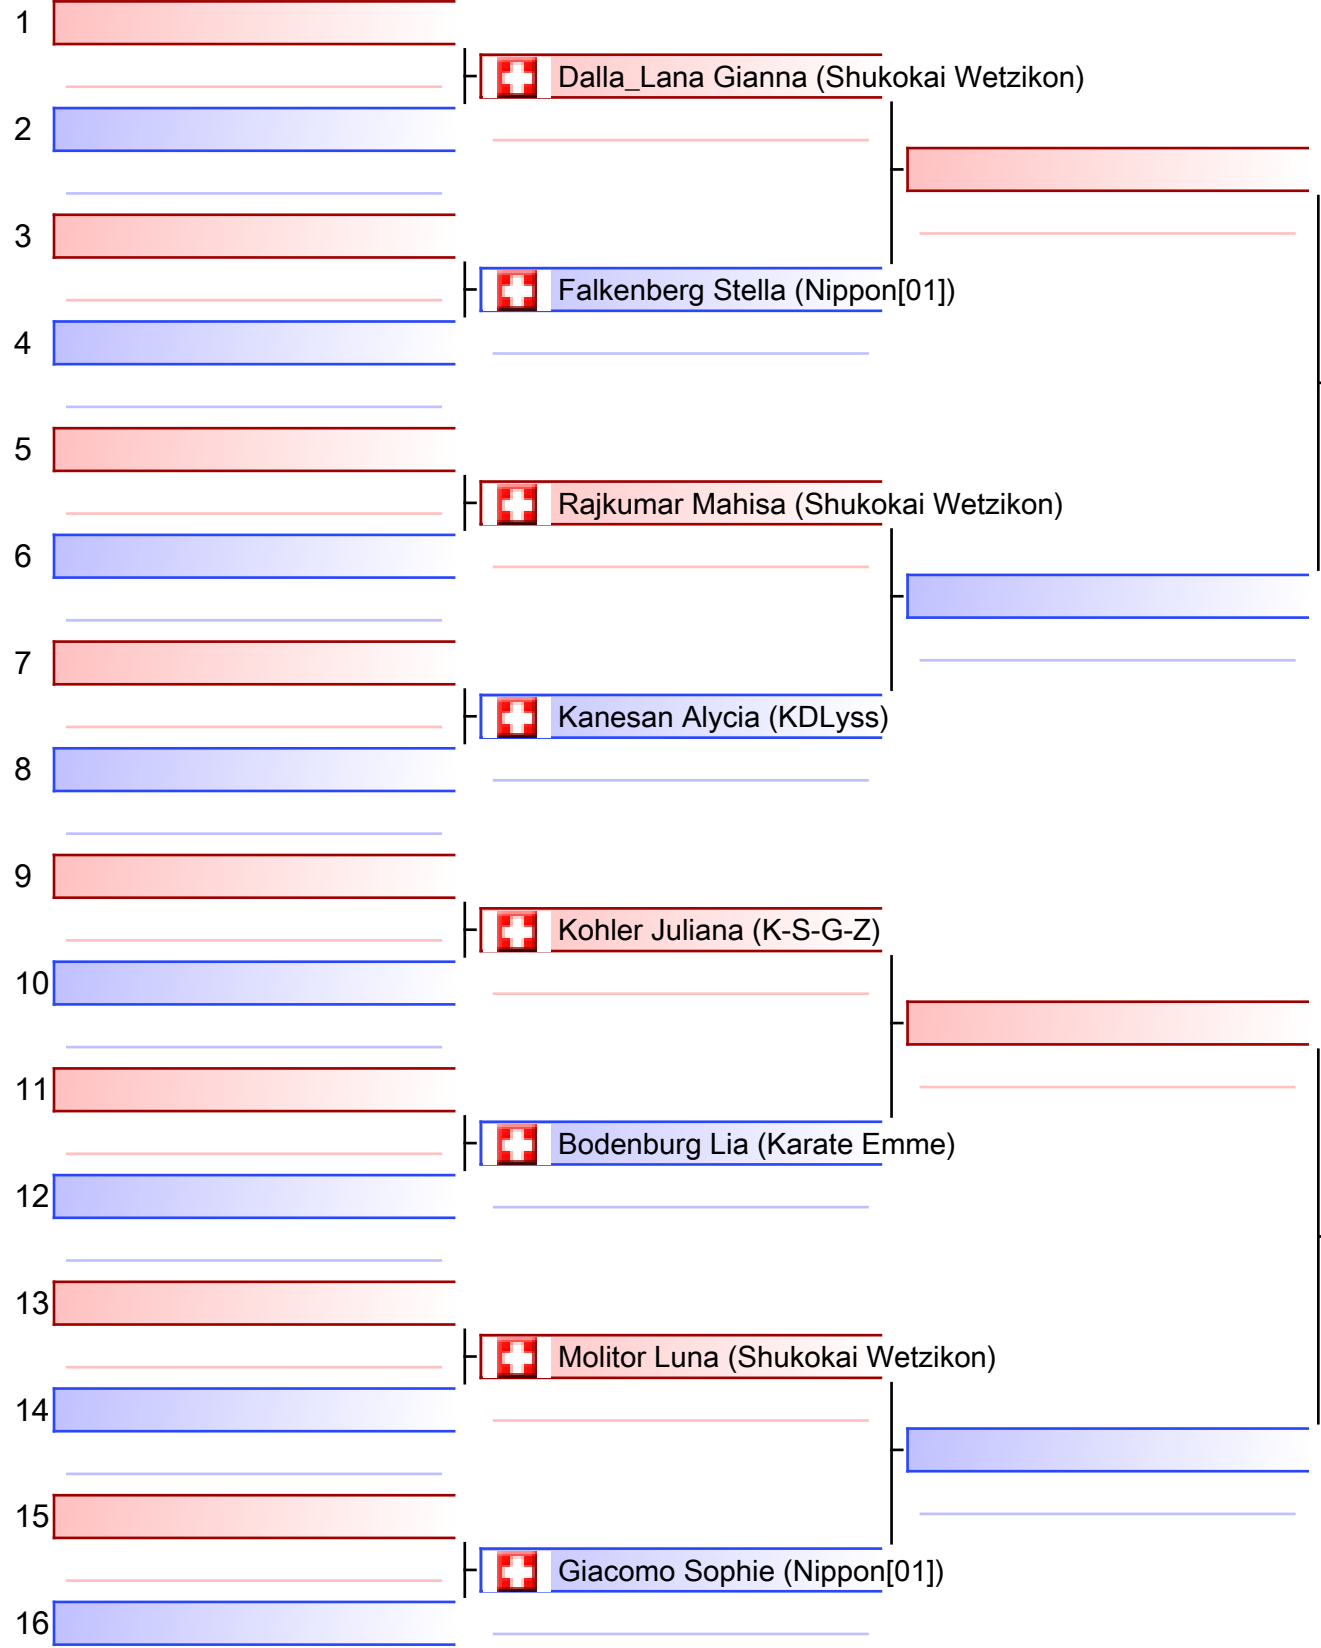 1
Dalla_Lana Gianna (Shukokai Wetzikon)
2
3
Falkenberg Stella (Nippon[01])
4
5
Rajkumar Mahisa (Shukokai Wetzikon)
6
7
Kanesan Alycia (KDLyss)
8
9
Kohler Juliana (K-S-G-Z)
10
11
Bodenburg Lia (Karate Emme)
12
13
Molitor Luna (Shukokai Wetzikon)
14
15
Giacomo Sophie (Nippon[01])
16